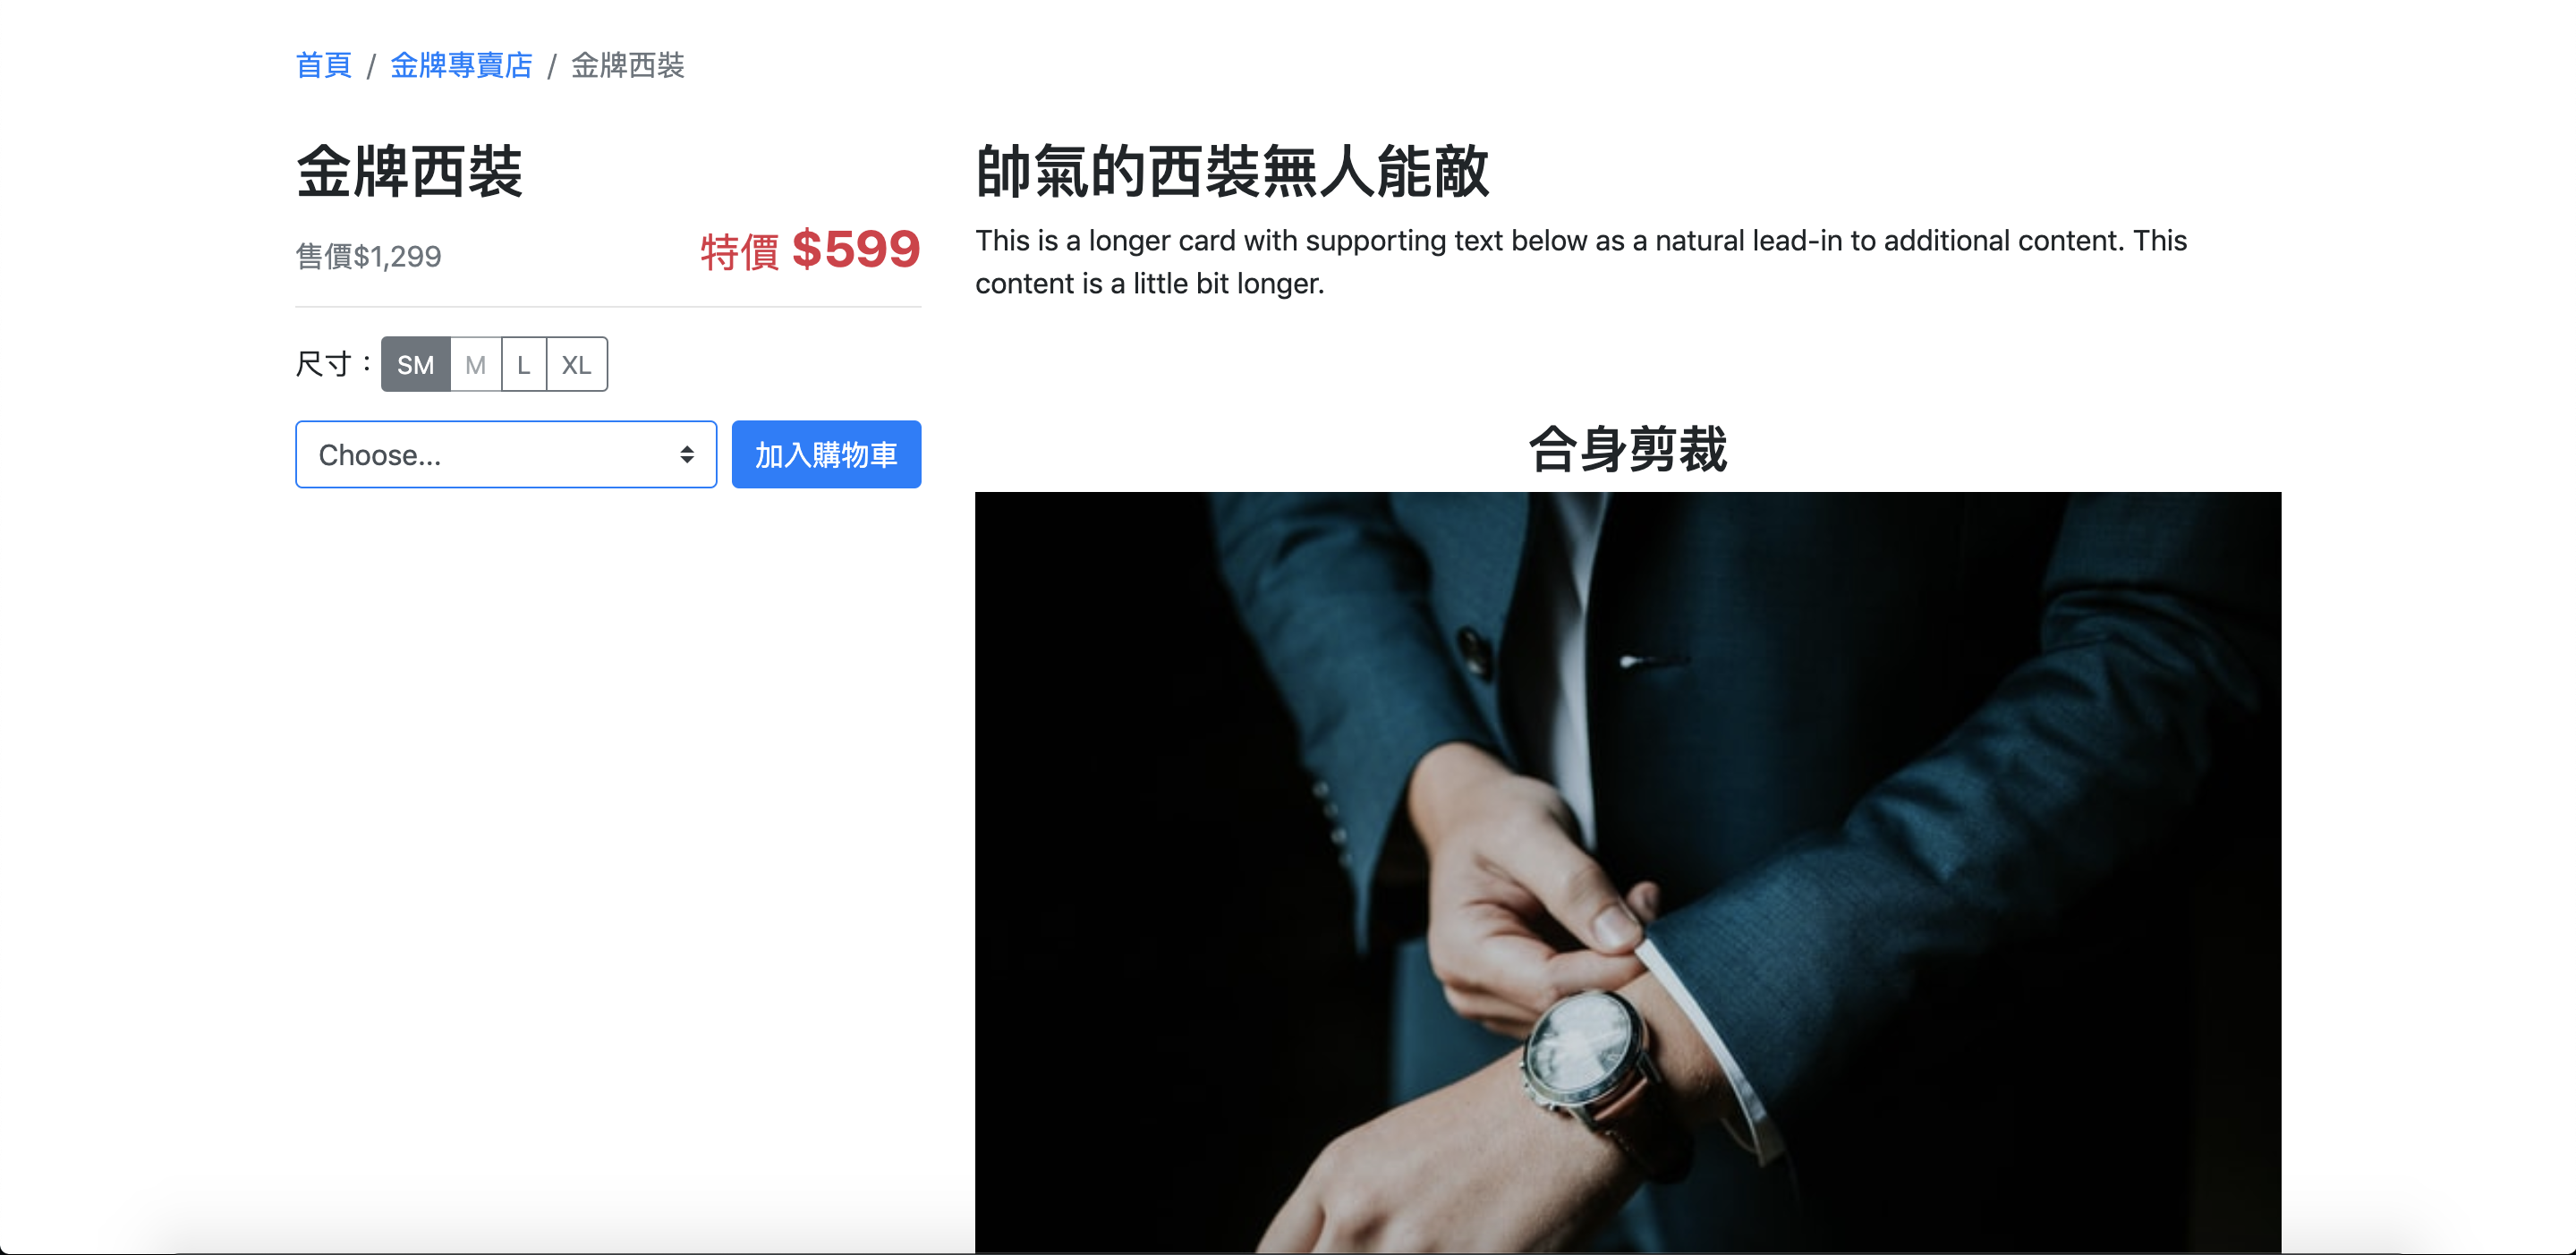 首頁 / 金牌專賣店 / 金牌西裝
金牌西裝
售價$1,299 特價 $599
尺寸：SM M L XL
Choose... 加入購物車
帥氣的西裝無人能敵
This is a longer card with supporting text below as a natural lead-in to additional content. This
content is a little bit longer.
合身剪裁